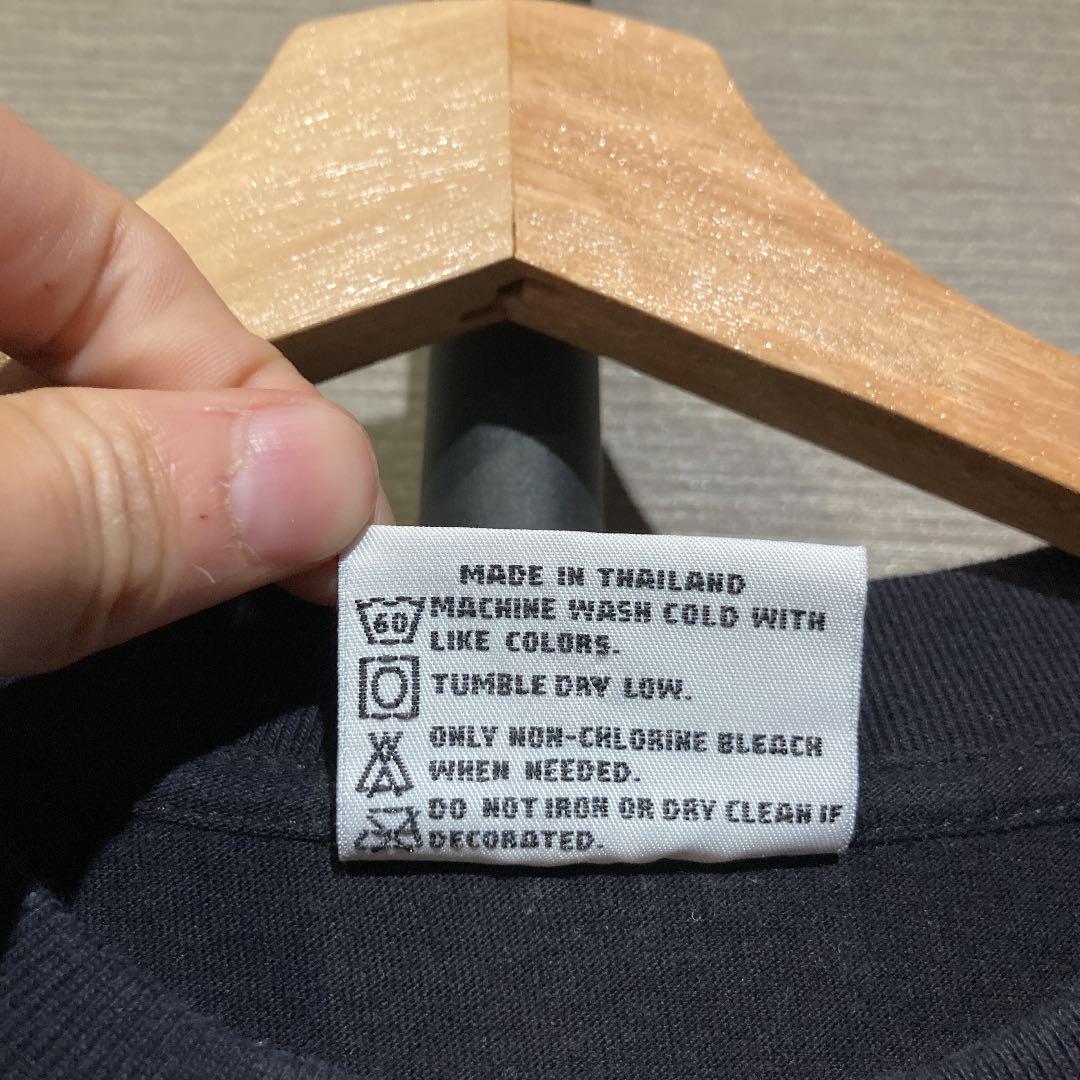 MADE IN THAILAND
60 MACHINE WASH COLD WITH
LIKE COLORS.
TUMBLE DRY LOW.
ONLY NON-CHLORINE BLEACH
WHEN NEEDED.
DO NOT IRON OR DRY CLEAN IF
DECORATED.